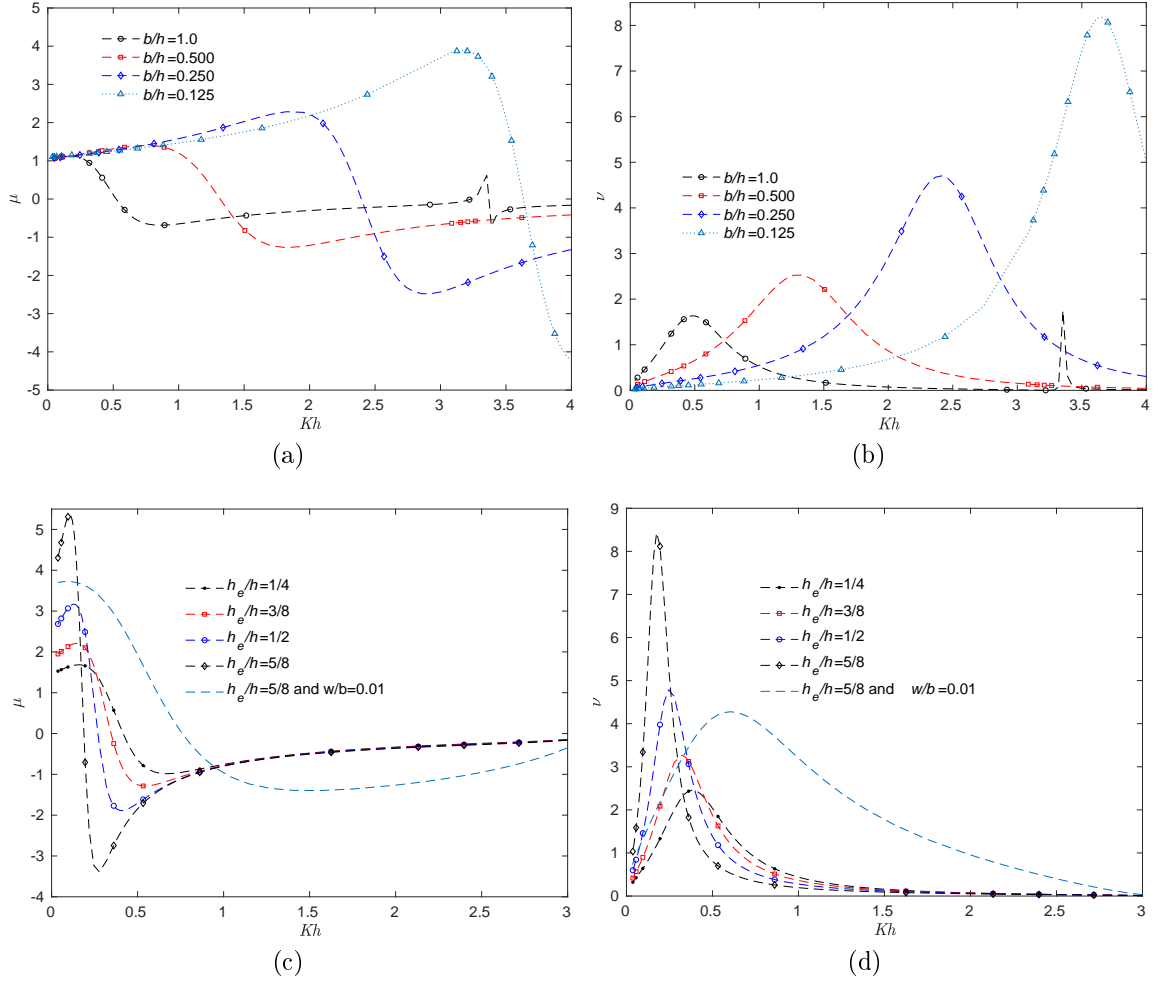 5
4
3
2
1
0
-1
-2
-3
-4
-5
μ
b/h=1.0
b/h=0.500
b/h=0.250
b/h=0.125
0 0.5 1 1.5 2 2.5 3 3.5 4
Kh
(a)
8
7
6
5
4
3
2
1
0
ν
b/h=1.0
b/h=0.500
b/h=0.250
b/h=0.125
0 0.5 1 1.5 2 2.5 3 3.5 4
Kh
(b)
5
4
3
2
1
0
-1
-2
-3
-4
μ
h_e/h=1/4
h_e/h=3/8
h_e/h=1/2
h_e/h=5/8
h_e/h=5/8 and w/b=0.01
0 0.5 1 1.5 2 2.5 3
Kh
(c)
9
8
7
6
5
4
3
2
1
0
ν
h_e/h=1/4
h_e/h=3/8
h_e/h=1/2
h_e/h=5/8
h_e/h=5/8 and w/b=0.01
0 0.5 1 1.5 2 2.5 3
Kh
(d)